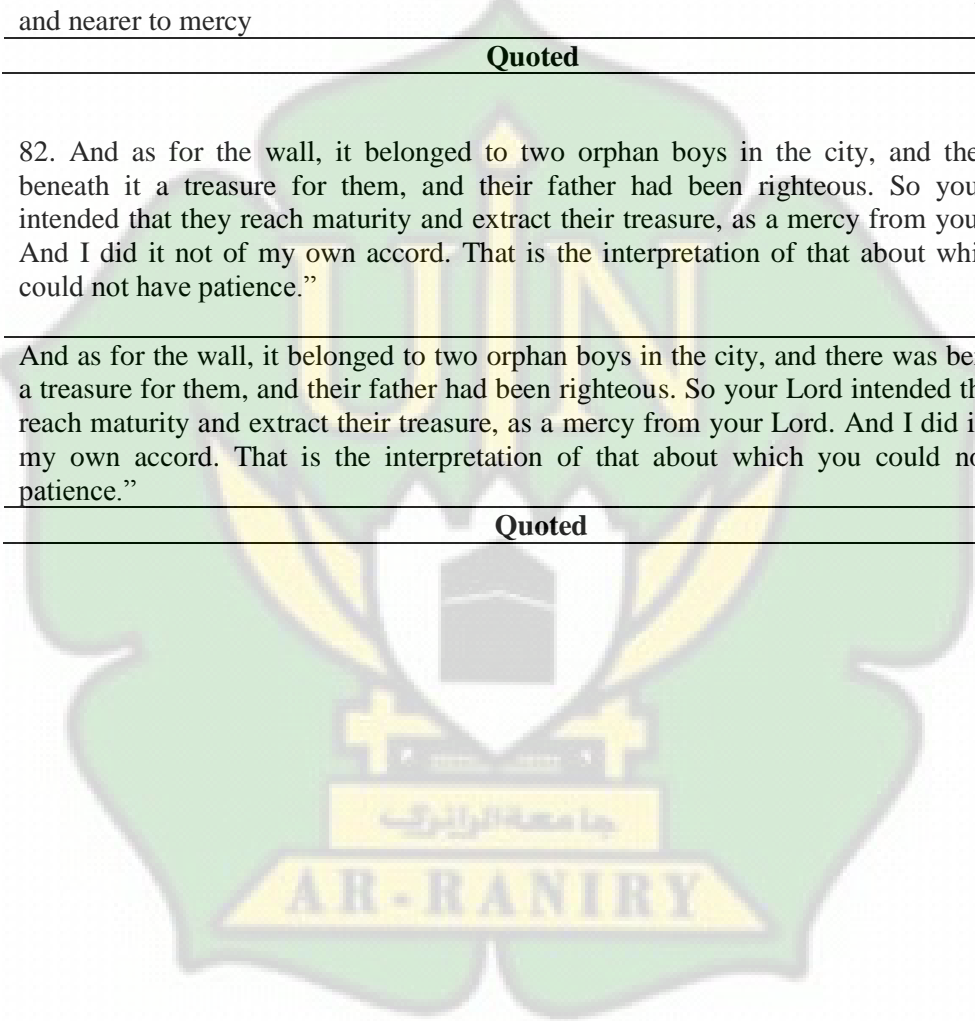 and nearer to mercy
Quoted
82. And as for the wall, it belonged to two orphan boys in the city, and the
beneath it a treasure for them, and their father had been righteous. So you
intended that they reach maturity and extract their treasure, as a mercy from you
And I did it not of my own accord. That is the interpretation of that about whi
could not have patience.”
And as for the wall, it belonged to two orphan boys in the city, and there was be
a treasure for them, and their father had been righteous. So your Lord intended th
reach maturity and extract their treasure, as a mercy from your Lord. And I did i
my own accord. That is the interpretation of that about which you could no
patience.”
Quoted
UIN
جامعة الرانيري
AR-RANIRY